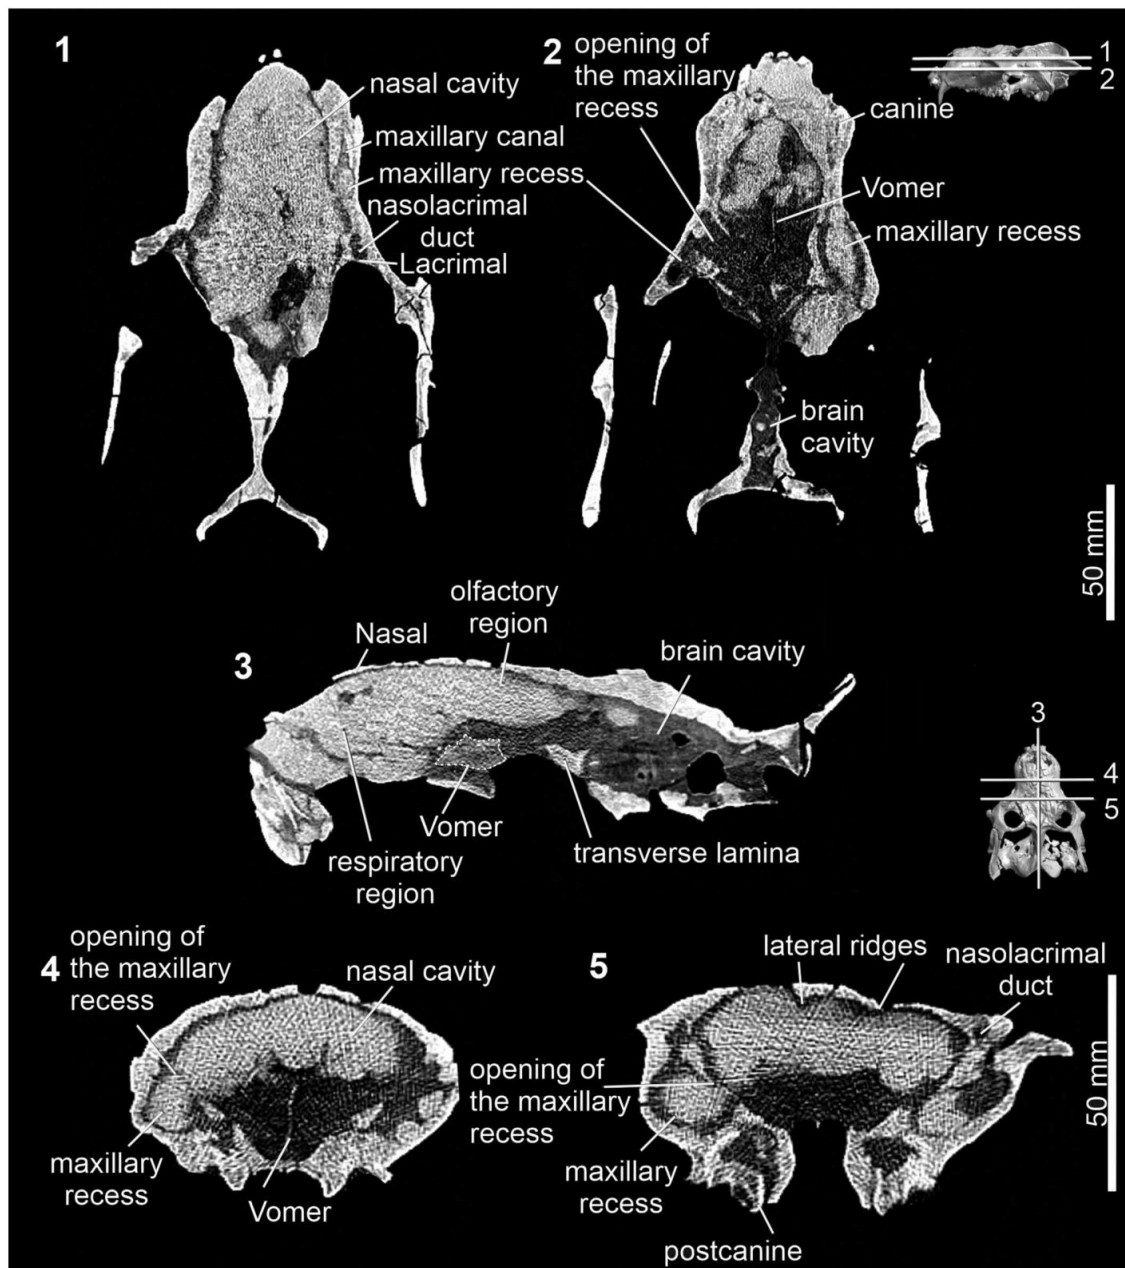 1
nasal cavity
maxillary canal
maxillary recess
nasolacrimal
duct
Lacrimal
2
opening of
the maxillary
recess
canine
Vomer
maxillary recess
brain
cavity
1
2
50 mm
3
Nasal
olfactory
region
brain cavity
Vomer
respiratory
region
transverse lamina
3
4
5
4
opening of
the maxillary
recess
nasal cavity
maxillary
recess
Vomer
5
lateral ridges
nasolacrimal
duct
opening of
the maxillary
recess
maxillary
recess
postcanine
50 mm